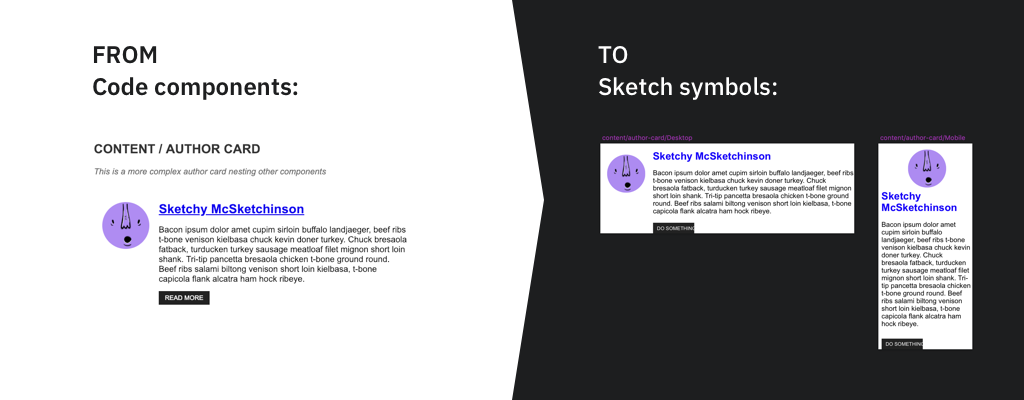 FROM
Code components:
CONTENT / AUTHOR CARD
This is a more complex author card nesting other components
Sketchy McSketchinson
Bacon ipsum dolor amet cupim sirloin buffalo landjaeger, beef ribs
t-bone venison kielbasa chuck kevin doner turkey. Chuck bresaola
fatback, turducken turkey sausage meatloaf filet mignon short loin
shank. Tri-tip pancetta bresaola chicken t-bone ground round.
Beef ribs salami biltong venison short loin kielbasa, t-bone
capicola flank alcatra ham hock ribeye.
READ MORE
TO
Sketch symbols:
content/author-card/Desktop
Sketchy McSketchinson
Bacon ipsum dolor amet cupim sirloin buffalo landjaeger, beef ribs
t-bone venison kielbasa chuck kevin doner turkey. Chuck
bresaola fatback, turducken turkey sausage meatloaf filet mignon
short loin shank. Tri-tip pancetta bresaola chicken t-bone ground
round. Beef ribs salami biltong venison short loin kielbasa, t-bone
capicola flank alcatra ham hock ribeye.
DO SOMETHING
content/author-card/Mobile
Sketchy
McSketchinson
Bacon ipsum dolor amet
cupim sirloin buffalo
landjaeger, beef ribs t-bone
venison kielbasa chuck kevin
doner turkey. Chuck
bresaola fatback, turducken
turkey sausage meatloaf filet
mignon short loin shank. Tri-
tip pancetta bresaola chicken
t-bone ground round. Beef
ribs salami biltong venison
short loin kielbasa, t-bone
capicola flank alcatra ham
hock ribeye.
DO SOMETHING